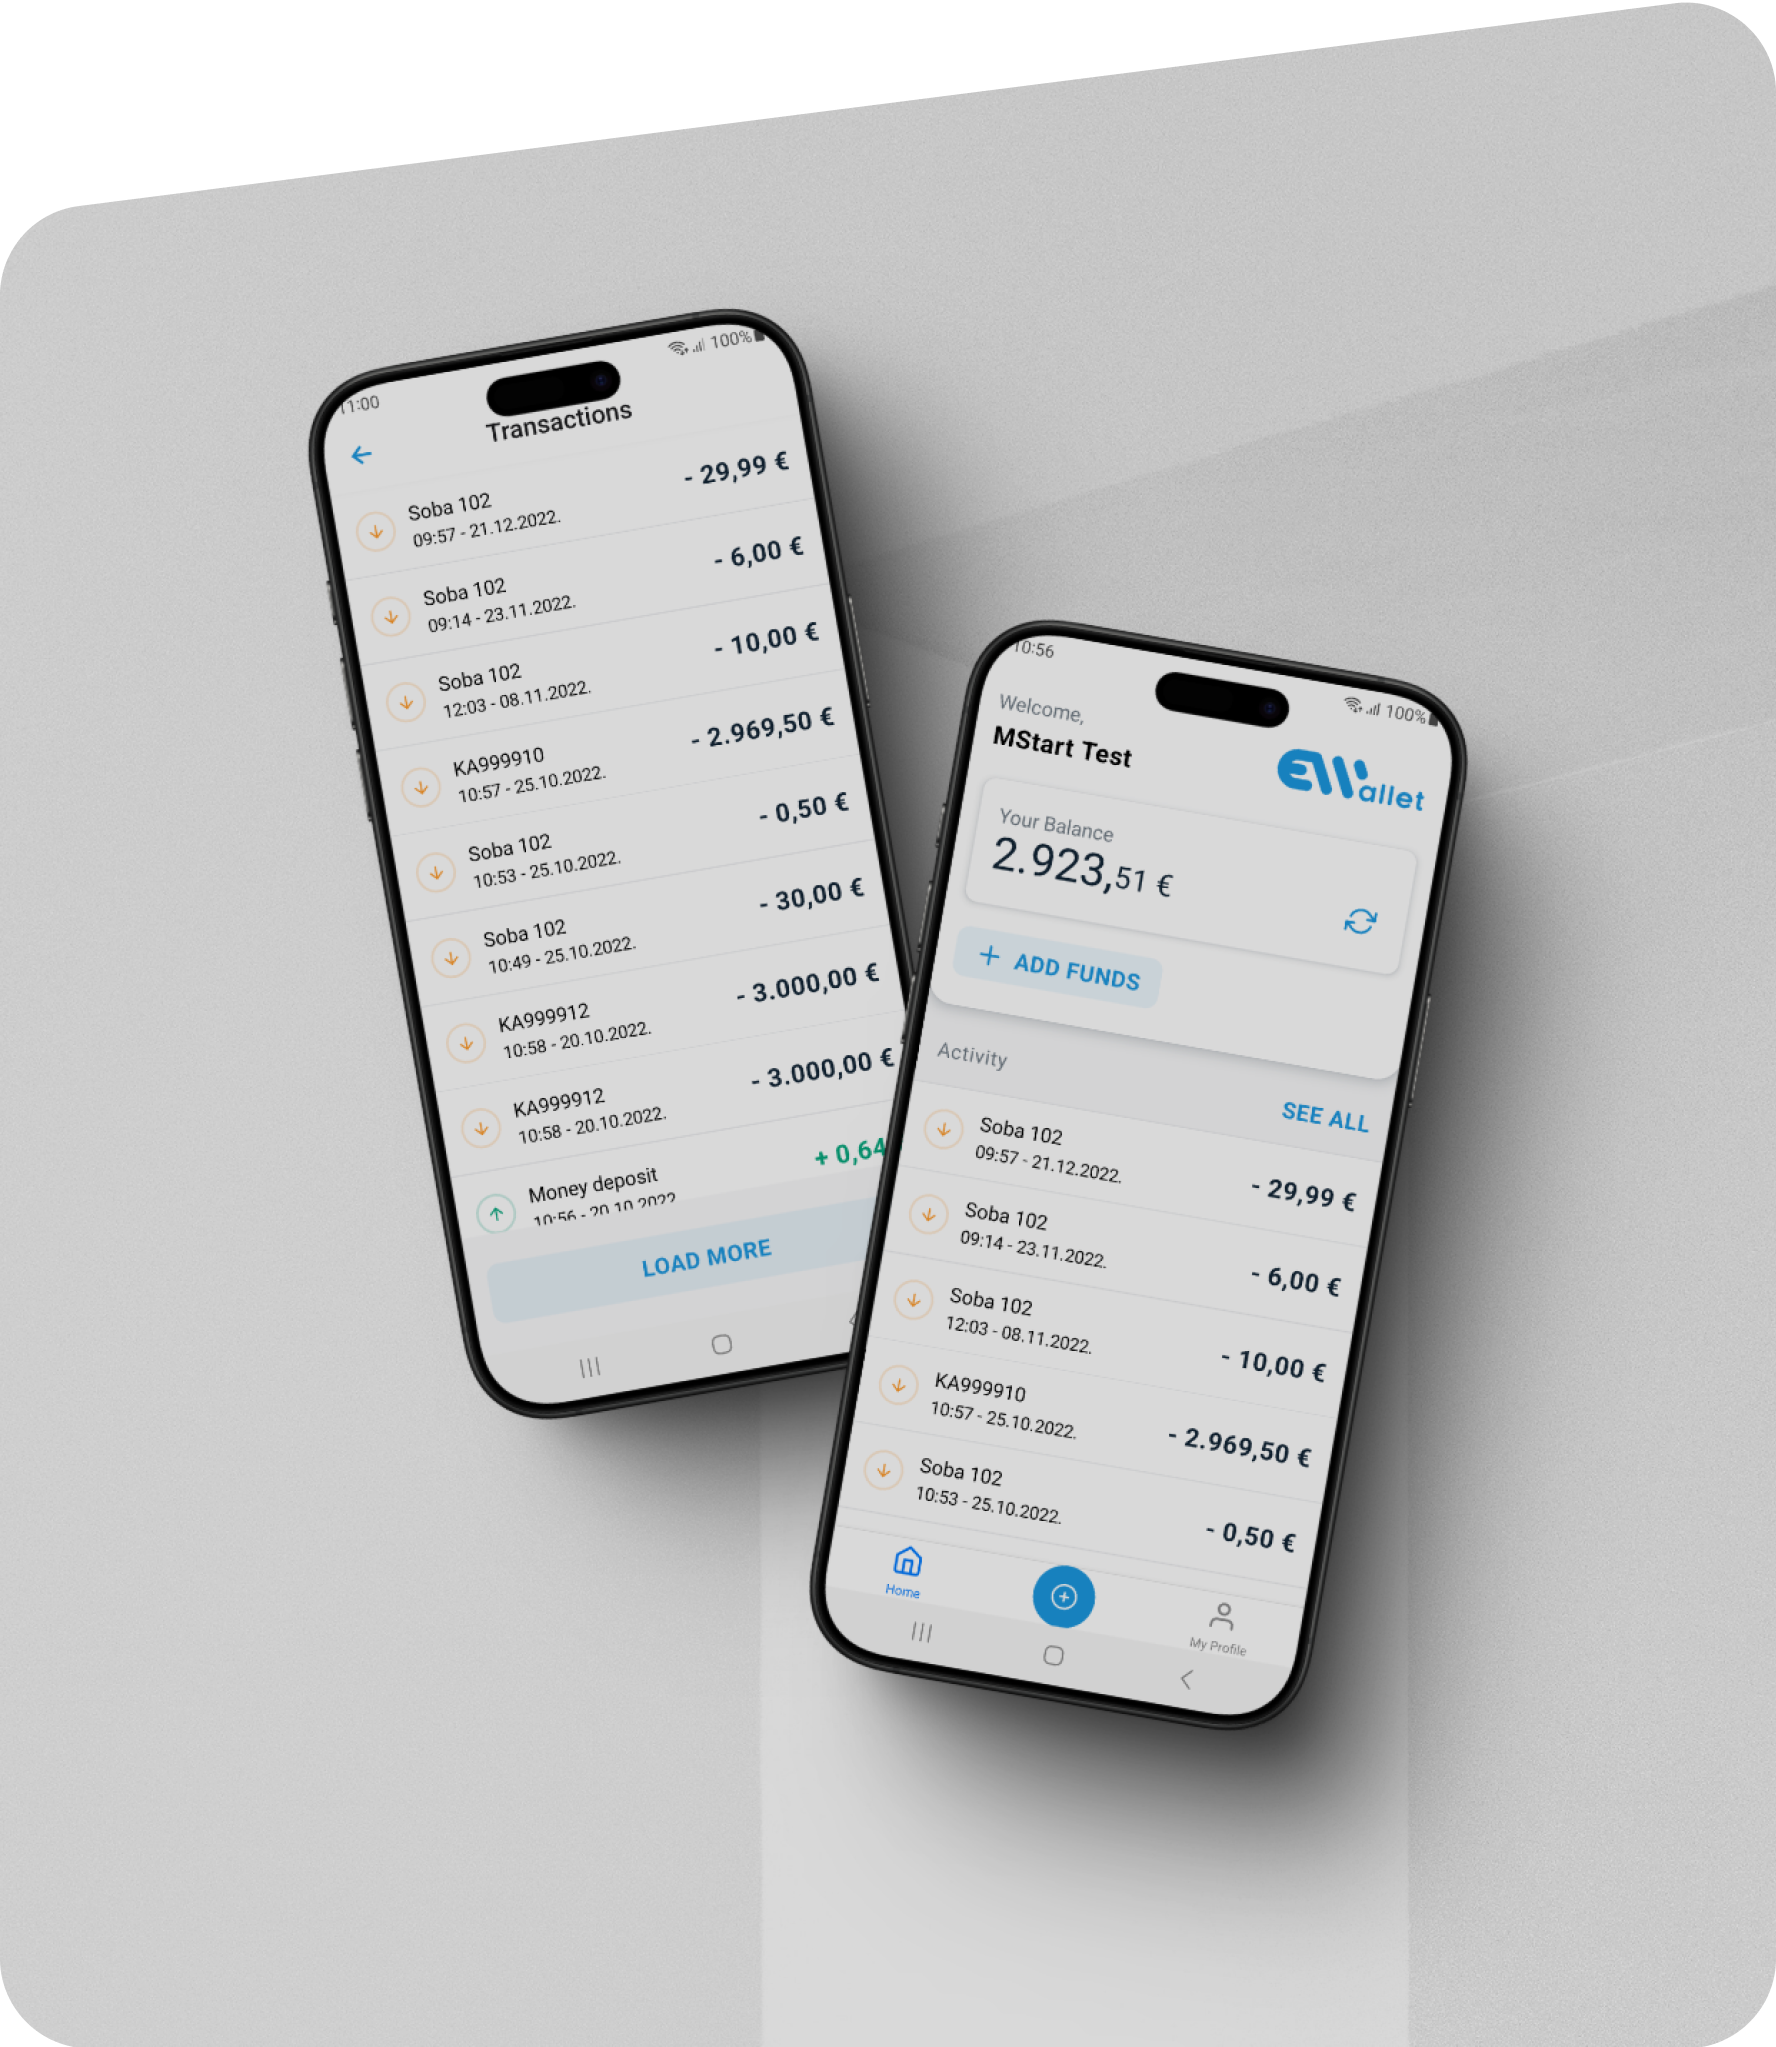 11:00
100%
Transactions
Soba 102
- 29,99 €
09:57 - 21.12.2022.
Soba 102
- 6,00 €
09:14 - 23.11.2022.
Soba 102
- 10,00 €
12:03 - 08.11.2022.
KA999910
- 2.969,50 €
10:57 - 25.10.2022.
Soba 102
- 0,50 €
10:53 - 25.10.2022.
Soba 102
- 30,00 €
10:49 - 25.10.2022.
KA999912
- 3.000,00 €
10:58 - 20.10.2022.
KA999912
- 3.000,00 €
10:58 - 20.10.2022.
Money deposit
+ 0,64
10:56 - 20.10.2022
LOAD MORE
10:56
100%
Welcome,
MStart Test
EWallet
Your Balance
2.923,51 €
+ ADD FUNDS
Activity
SEE ALL
Soba 102
09:57 - 21.12.2022.
- 29,99 €
Soba 102
09:14 - 23.11.2022.
- 6,00 €
Soba 102
12:03 - 08.11.2022.
- 10,00 €
KA999910
10:57 - 25.10.2022.
- 2.969,50 €
Soba 102
10:53 - 25.10.2022.
- 0,50 €
Home
My Profile